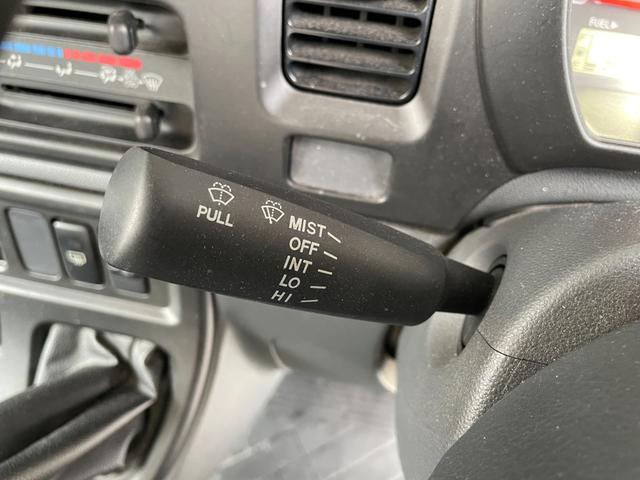 FUEL
PULL
MIST
OFF
INT
LO
HI